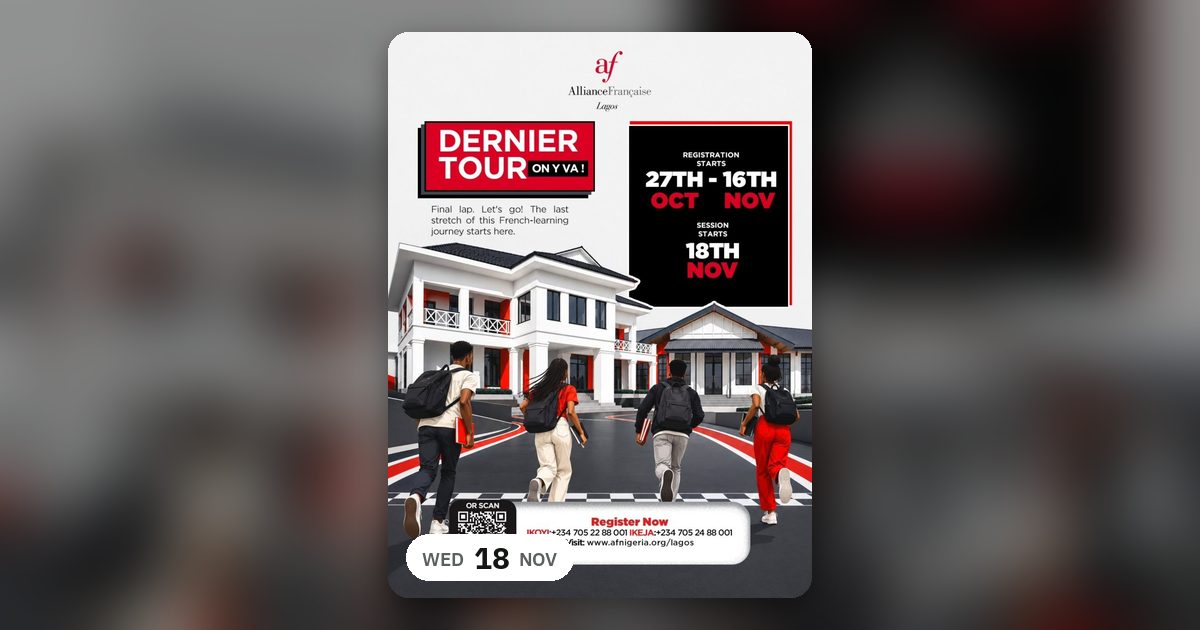 af
AllianceFrançaise
Lagos
DERNIER
TOUR ON Y VA !
Final lap. Let's go! The last
stretch of this French-learning
journey starts here.
REGISTRATION
STARTS
27TH - 16TH
OCT NOV
SESSION
STARTS
18TH
NOV
OR SCAN
Register Now
IKOYI:+234 705 22 88 001 IKEJA:+234 705 24 88 001
Visit: www.afnigeria.org/lagos
WED 18 NOV